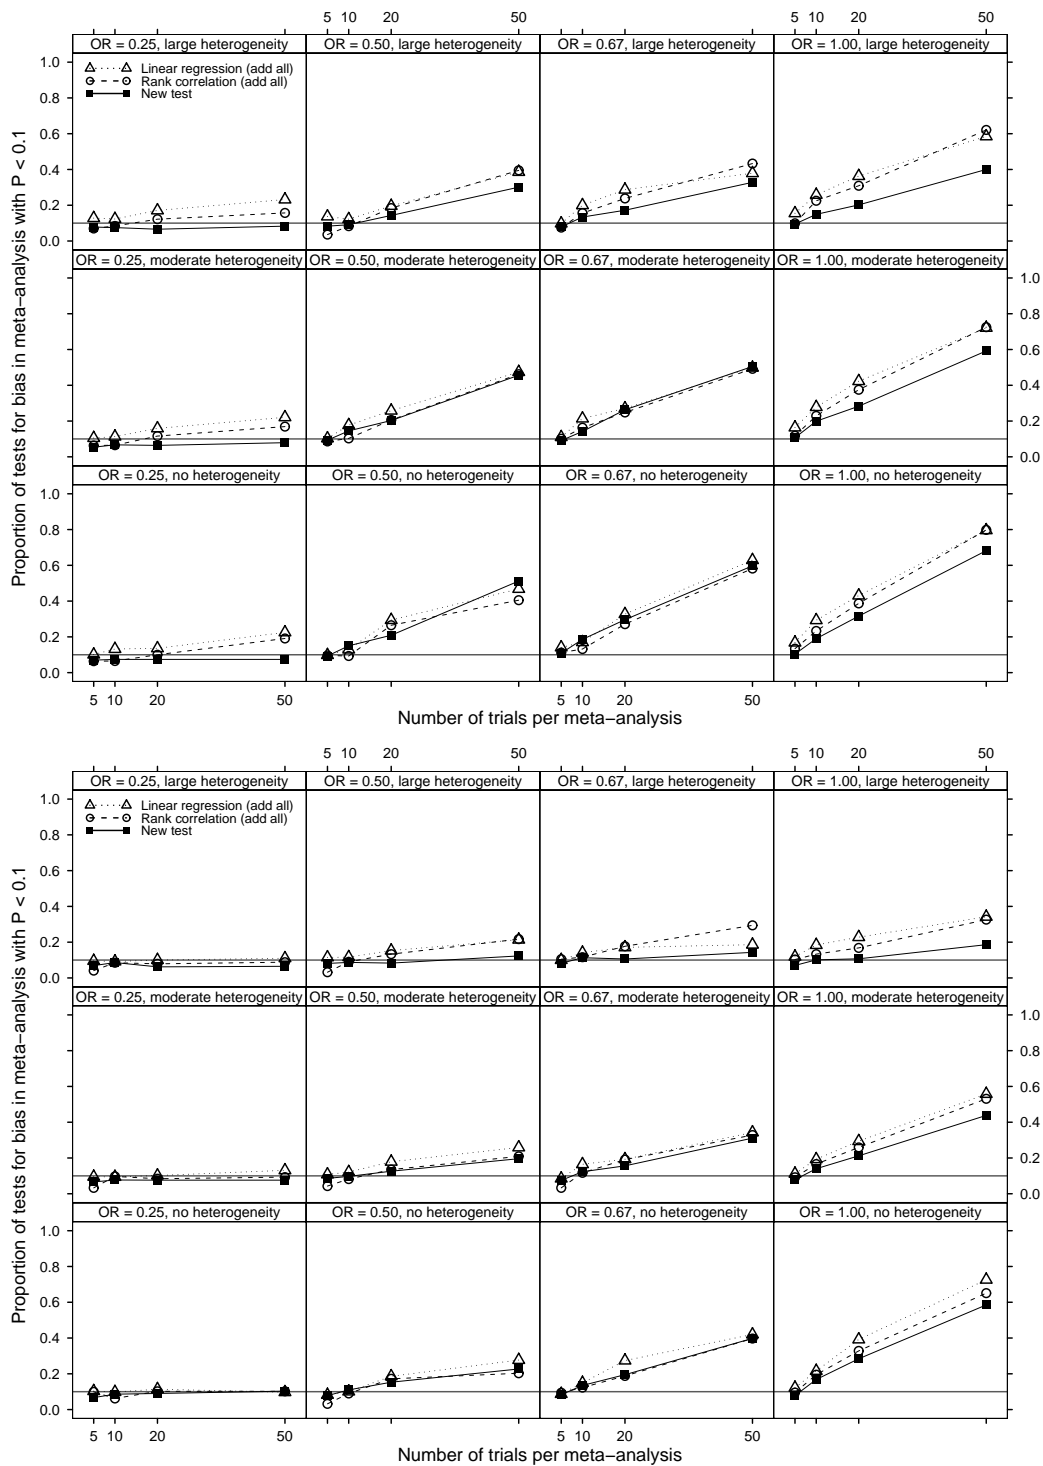 5 10 20 50 5 10 20 50
OR = 0.25, large heterogeneity OR = 0.50, large heterogeneity OR = 0.67, large heterogeneity OR = 1.00, large heterogeneity
Linear regression (add all)
Rank correlation (add all)
New test
1.0
0.8
0.6
0.4
0.2
0.0
OR = 0.25, moderate heterogeneity OR = 0.50, moderate heterogeneity OR = 0.67, moderate heterogeneity OR = 1.00, moderate heterogeneity
1.0
0.8
0.6
0.4
0.2
0.0
OR = 0.25, no heterogeneity OR = 0.50, no heterogeneity OR = 0.67, no heterogeneity OR = 1.00, no heterogeneity
1.0
0.8
0.6
0.4
0.2
0.0
5 10 20 50 5 10 20 50
Number of trials per meta−analysis
Proportion of tests for bias in meta−analysis with P < 0.1
5 10 20 50 5 10 20 50
OR = 0.25, large heterogeneity OR = 0.50, large heterogeneity OR = 0.67, large heterogeneity OR = 1.00, large heterogeneity
Linear regression (add all)
Rank correlation (add all)
New test
1.0
0.8
0.6
0.4
0.2
0.0
OR = 0.25, moderate heterogeneity OR = 0.50, moderate heterogeneity OR = 0.67, moderate heterogeneity OR = 1.00, moderate heterogeneity
1.0
0.8
0.6
0.4
0.2
0.0
OR = 0.25, no heterogeneity OR = 0.50, no heterogeneity OR = 0.67, no heterogeneity OR = 1.00, no heterogeneity
1.0
0.8
0.6
0.4
0.2
0.0
5 10 20 50 5 10 20 50
Number of trials per meta−analysis
Proportion of tests for bias in meta−analysis with P < 0.1